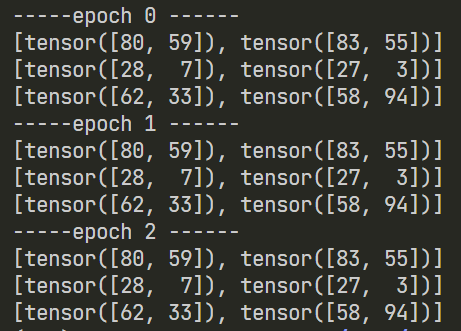 -----epoch 0 ------
[tensor([80, 59]), tensor([83, 55])]
[tensor([28,  7]), tensor([27,  3])]
[tensor([62, 33]), tensor([58, 94])]
-----epoch 1 ------
[tensor([80, 59]), tensor([83, 55])]
[tensor([28,  7]), tensor([27,  3])]
[tensor([62, 33]), tensor([58, 94])]
-----epoch 2 ------
[tensor([80, 59]), tensor([83, 55])]
[tensor([28,  7]), tensor([27,  3])]
[tensor([62, 33]), tensor([58, 94])]